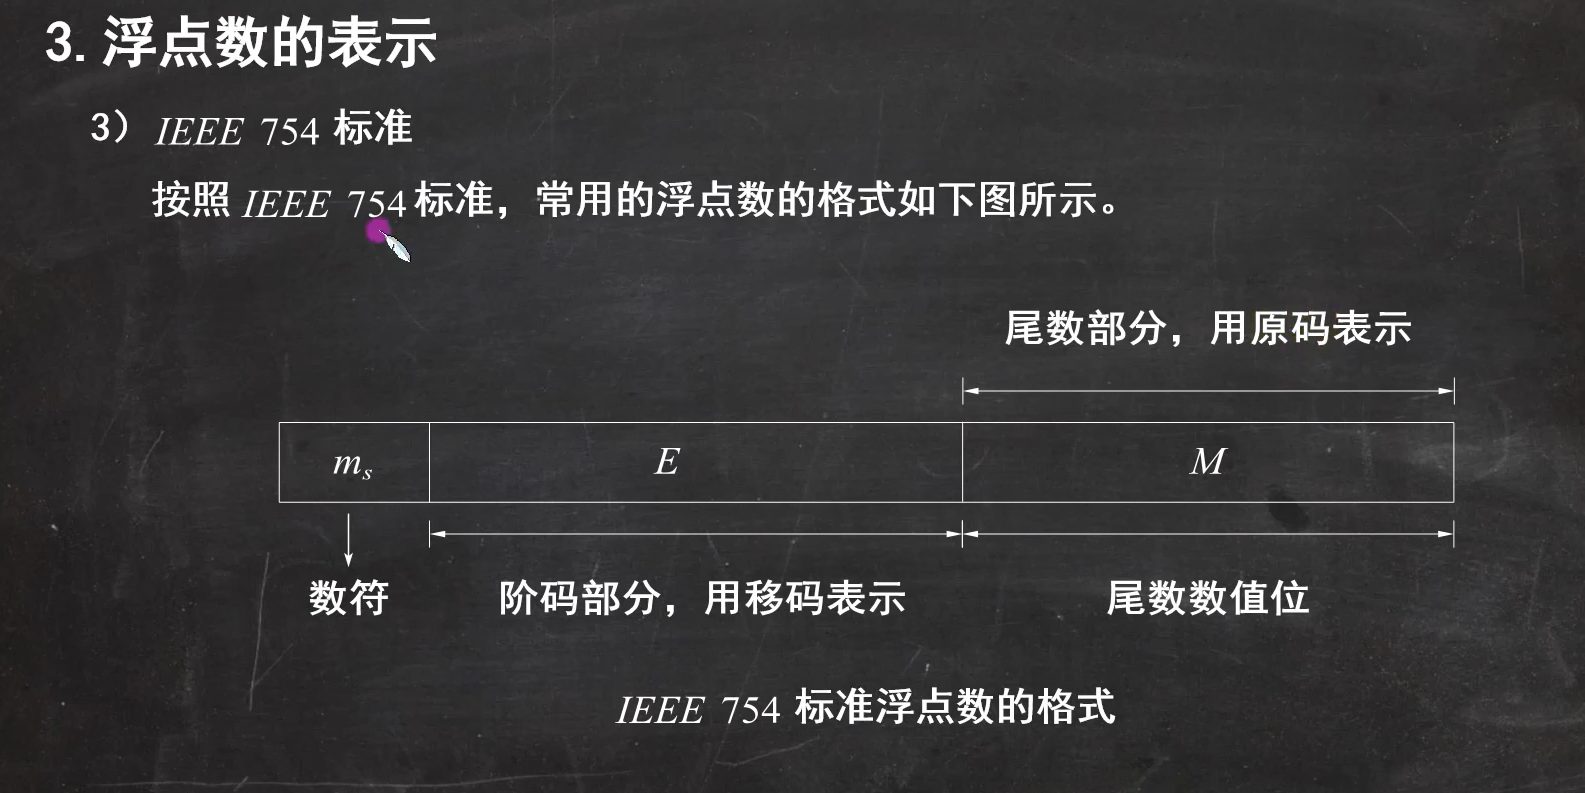 3. 浮点数的表示
3） IEEE 754 标准
按照 IEEE 754 标准，常用的浮点数的格式如下图所示。
尾数部分，用原码表示
mₛ E M
数符 阶码部分，用移码表示 尾数数值位
IEEE 754 标准浮点数的格式